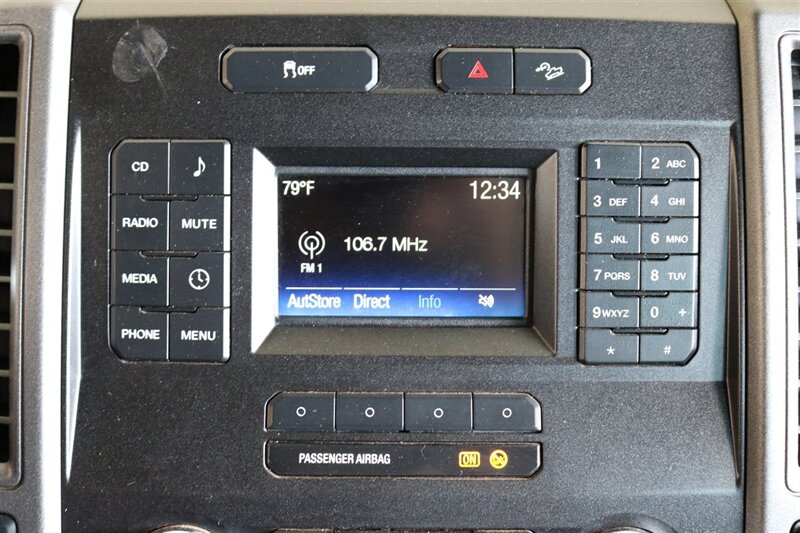 OFF
CD
RADIO MUTE
MEDIA
PHONE MENU
79°F 12:34
106.7 MHz
FM 1
AutStore Direct Info
1 2 ABC
3 DEF 4 GHI
5 JKL 6 MNO
7 PQRS 8 TUV
9 WXYZ 0 +
* #
PASSENGER AIRBAG ON